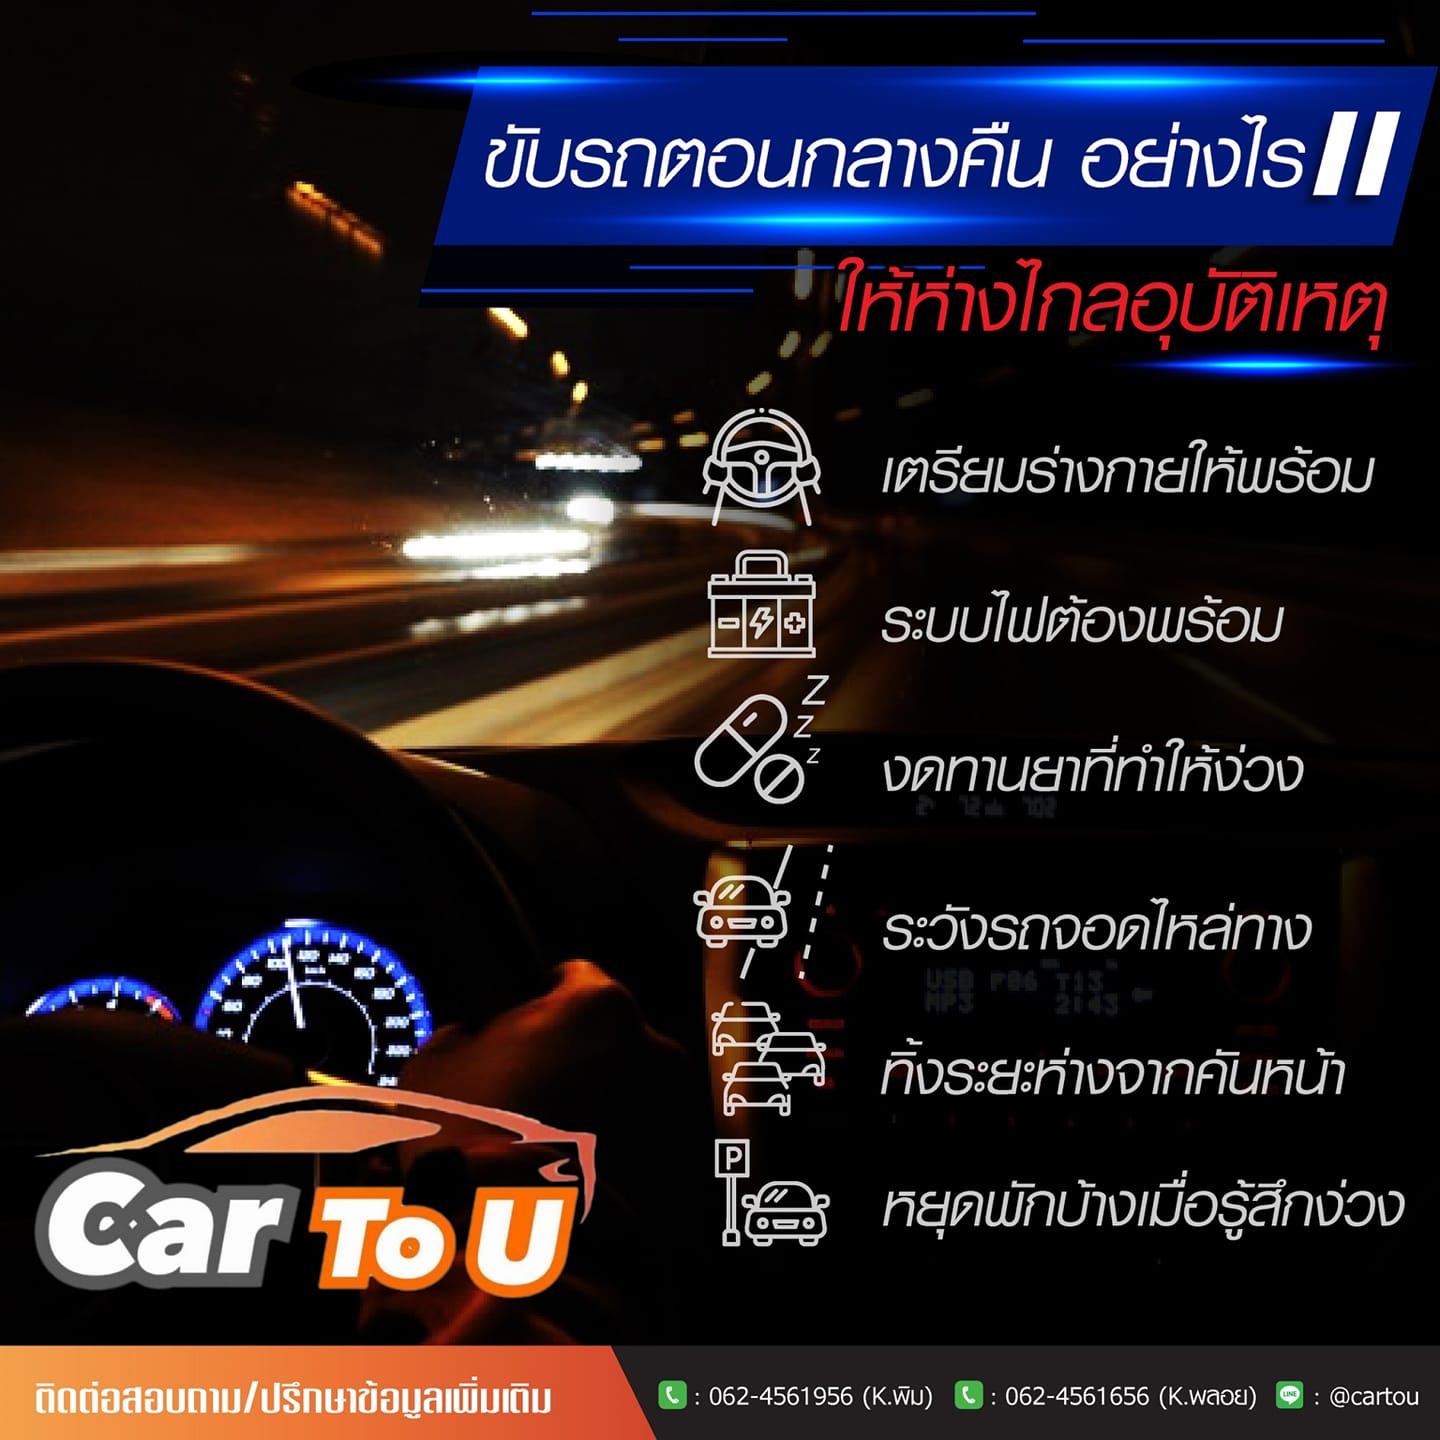 ขับรถตอนกลางคืน อย่างไร
ให้ห่างไกลอุบัติเหตุ
เตรียมร่างกายให้พร้อม
ระบบไฟต้องพร้อม
Z
Z
z
งดทานยาที่ทำให้ง่วง
ระวังรถจอดไหล่ทาง
USB P06 T13
MP3 2:43
ทิ้งระยะห่างจากคันหน้า
P
หยุดพักบ้างเมื่อรู้สึกง่วง
Car To U
ติดต่อสอบถาม/ปรึกษาข้อมูลเพิ่มเติม
: 062-4561956 (K.พิม) : 062-4561656 (K.พลอย) LINE : @cartou